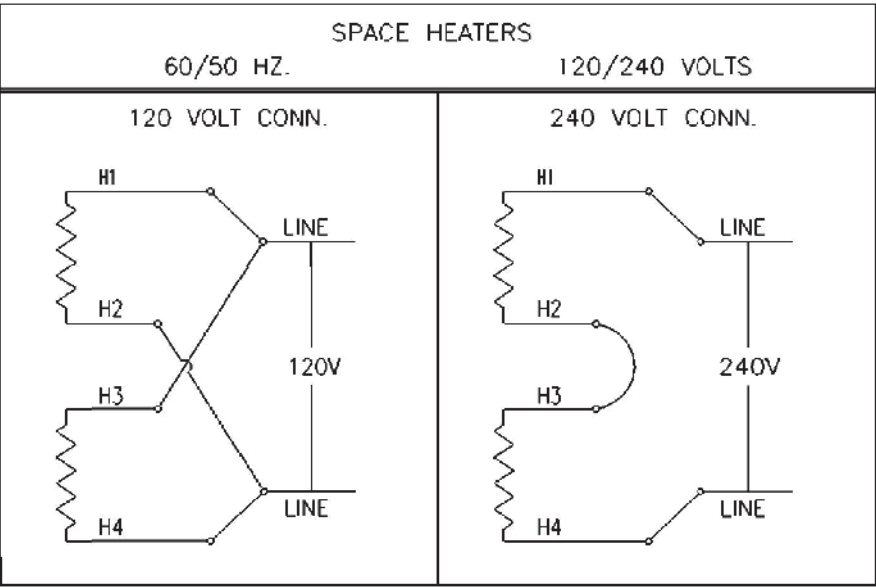 SPACE HEATERS
60/50 HZ. 120/240 VOLTS
120 VOLT CONN.
H1
LINE
H2
120V
H3
LINE
H4
240 VOLT CONN.
H1
LINE
H2
240V
H3
LINE
H4